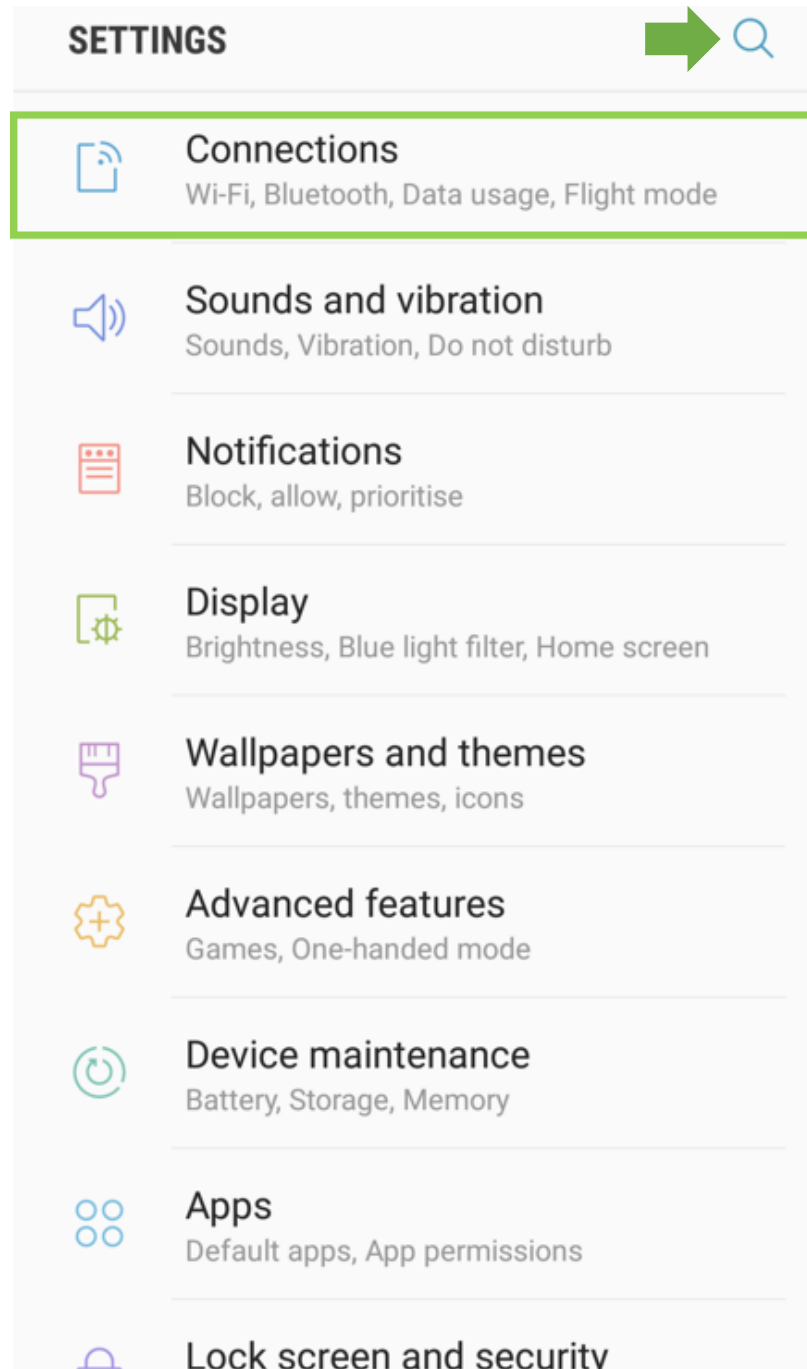 SETTINGS
Connections
Wi-Fi, Bluetooth, Data usage, Flight mode
Sounds and vibration
Sounds, Vibration, Do not disturb
Notifications
Block, allow, prioritise
Display
Brightness, Blue light filter, Home screen
Wallpapers and themes
Wallpapers, themes, icons
Advanced features
Games, One-handed mode
Device maintenance
Battery, Storage, Memory
Apps
Default apps, App permissions
Lock screen and security